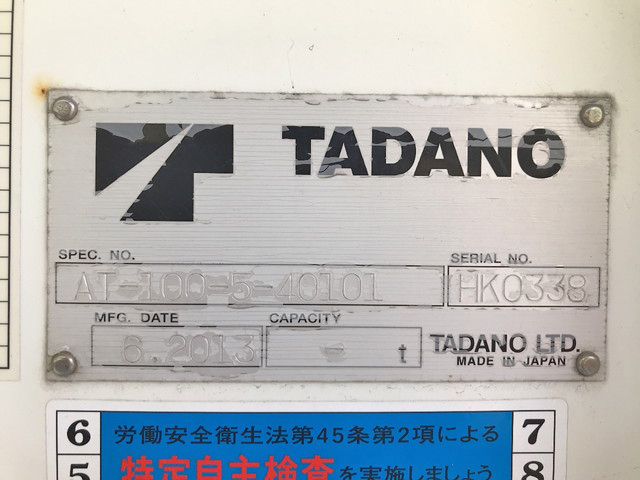 TADANO
SPEC. NO.
AT-100-5-40101
SERIAL NO.
HK0338
MFG. DATE
6.2013
CAPACITY
- t
TADANO LTD.
MADE IN JAPAN
6 労働安全衛生法第45条第2項による 7
5 特定自主検査を実施しましょう 8